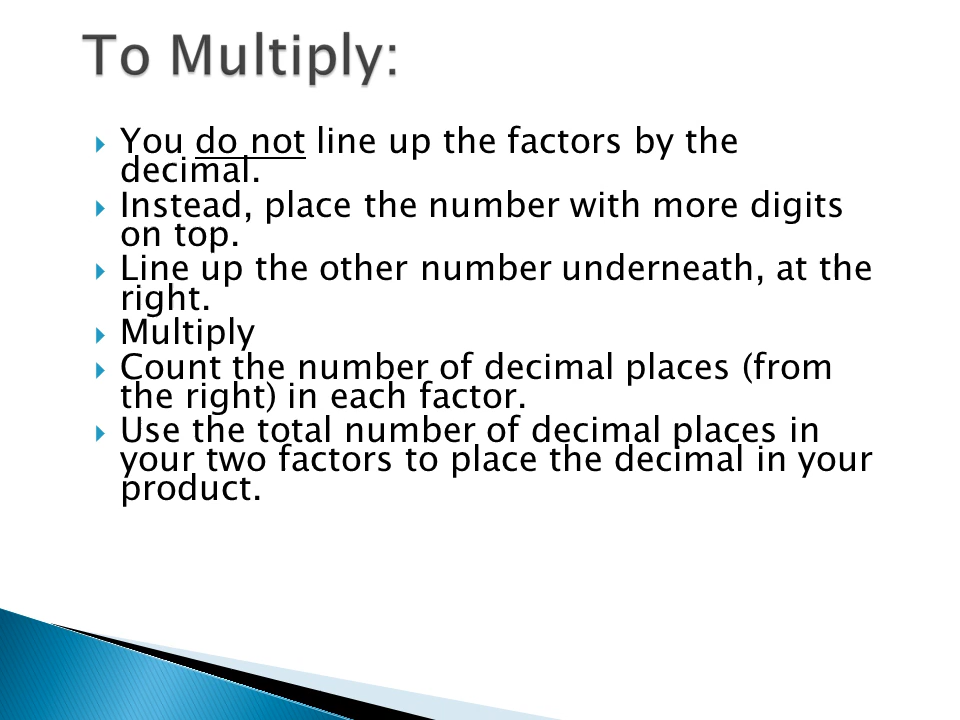 To Multiply:
You do not line up the factors by the
decimal.
Instead, place the number with more digits
on top.
Line up the other number underneath, at the
right.
Multiply
Count the number of decimal places (from
the right) in each factor.
Use the total number of decimal places in
your two factors to place the decimal in your
product.